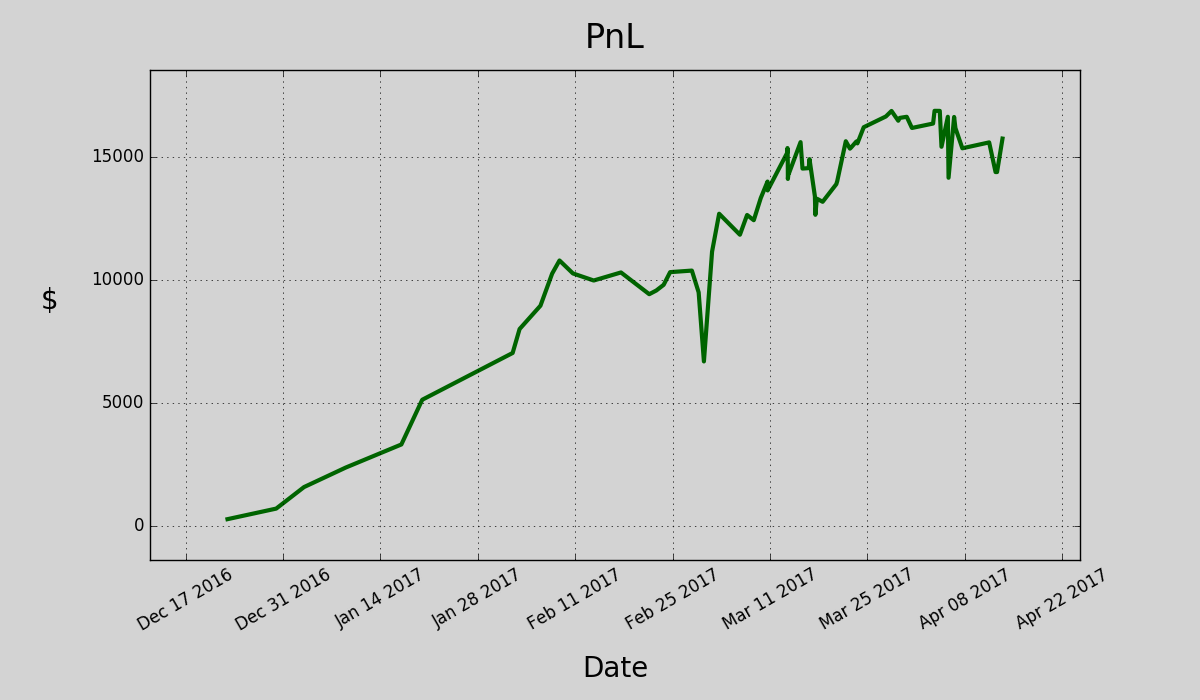 PnL
$
15000
10000
5000
0
Dec 17 2016
Dec 31 2016
Jan 14 2017
Jan 28 2017
Feb 11 2017
Feb 25 2017
Mar 11 2017
Mar 25 2017
Apr 08 2017
Apr 22 2017
Date